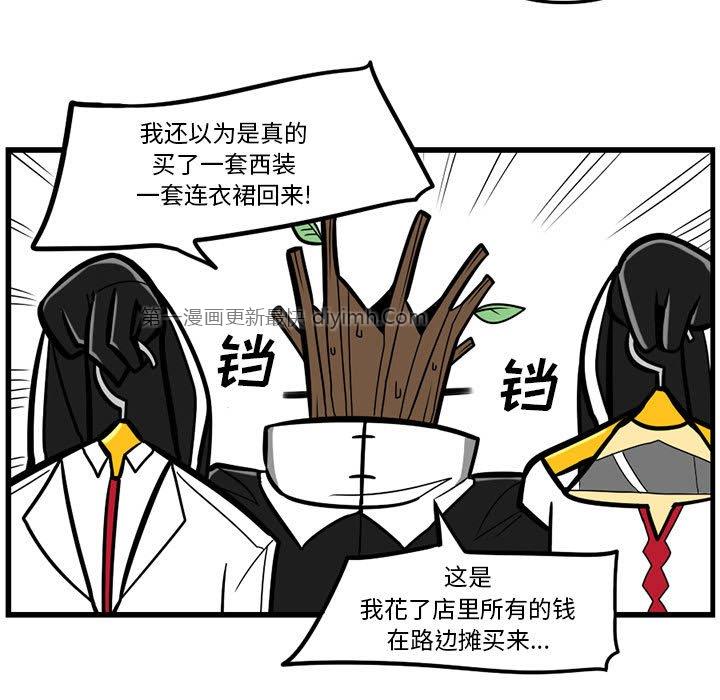 我还以为是真的
买了一套西装
一套连衣裙回来!
第一漫画更新最快 diyimh.Com
铛
铛
这是
我花了店里所有的钱
在路边摊买来...